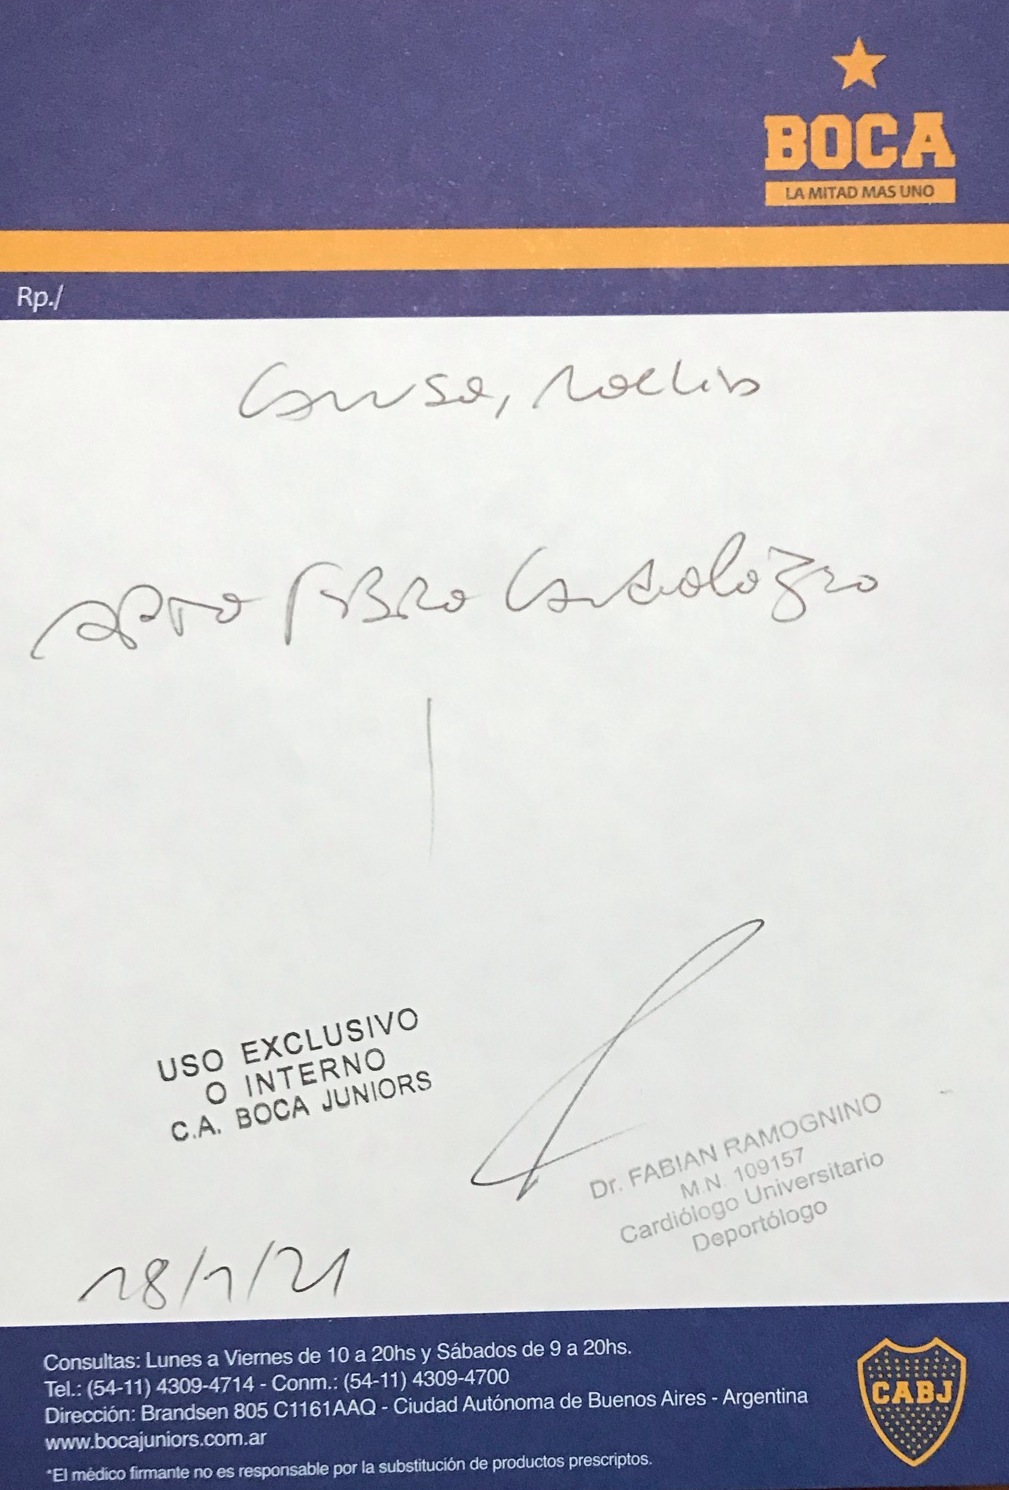 BOCA
LA MITAD MAS UNO
Rp./
Apto Fisico Cardiologico
USO EXCLUSIVO
O INTERNO
C.A. BOCA JUNIORS
Dr. FABIAN RAMOGNINO
M.N. 109157
Cardiólogo Universitario
Deportólogo
18/1/21
Consultas: Lunes a Viernes de 10 a 20hs y Sábados de 9 a 20hs.
Tel.: (54-11) 4309-4714 - Conm.: (54-11) 4309-4700
Dirección: Brandsen 805 C1161AAQ - Ciudad Autónoma de Buenos Aires - Argentina
www.bocajuniors.com.ar
*El médico firmante no es responsable por la substitución de productos prescriptos.
CABJ